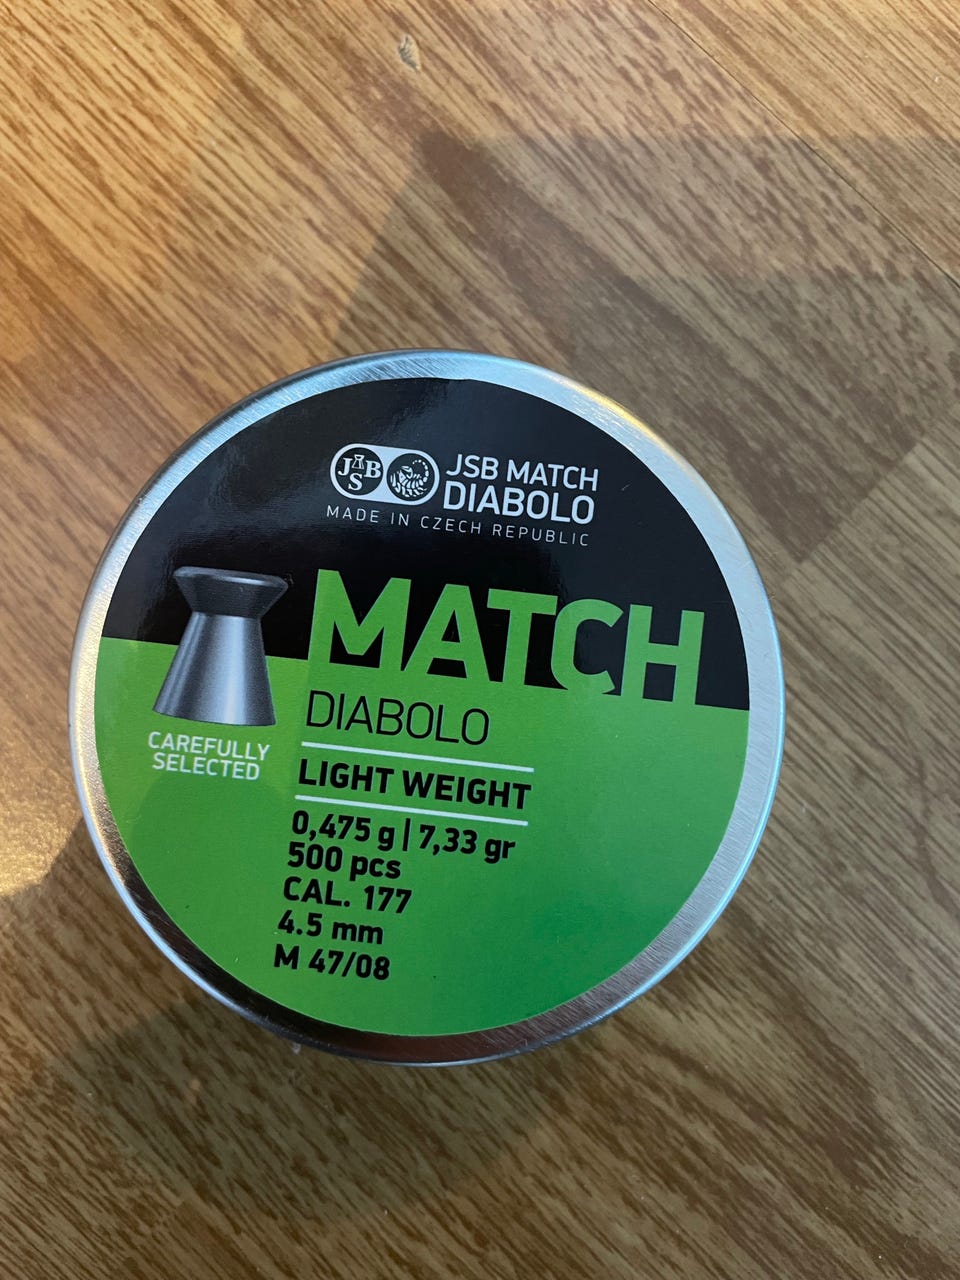 JSB
JSB MATCH
DIABOLO
MADE IN CZECH REPUBLIC
MATCH
DIABOLO
CAREFULLY
SELECTED
LIGHT WEIGHT
0,475 g | 7,33 gr
500 pcs
CAL. 177
4.5 mm
M 47/08